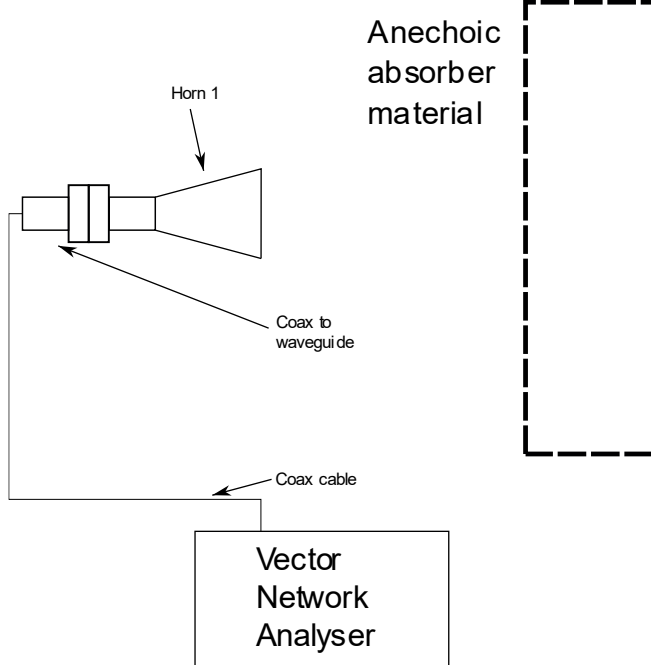 Anechoic
absorber
material
Horn 1
Coax to
waveguide
Coax cable
Vector
Network
Analyser